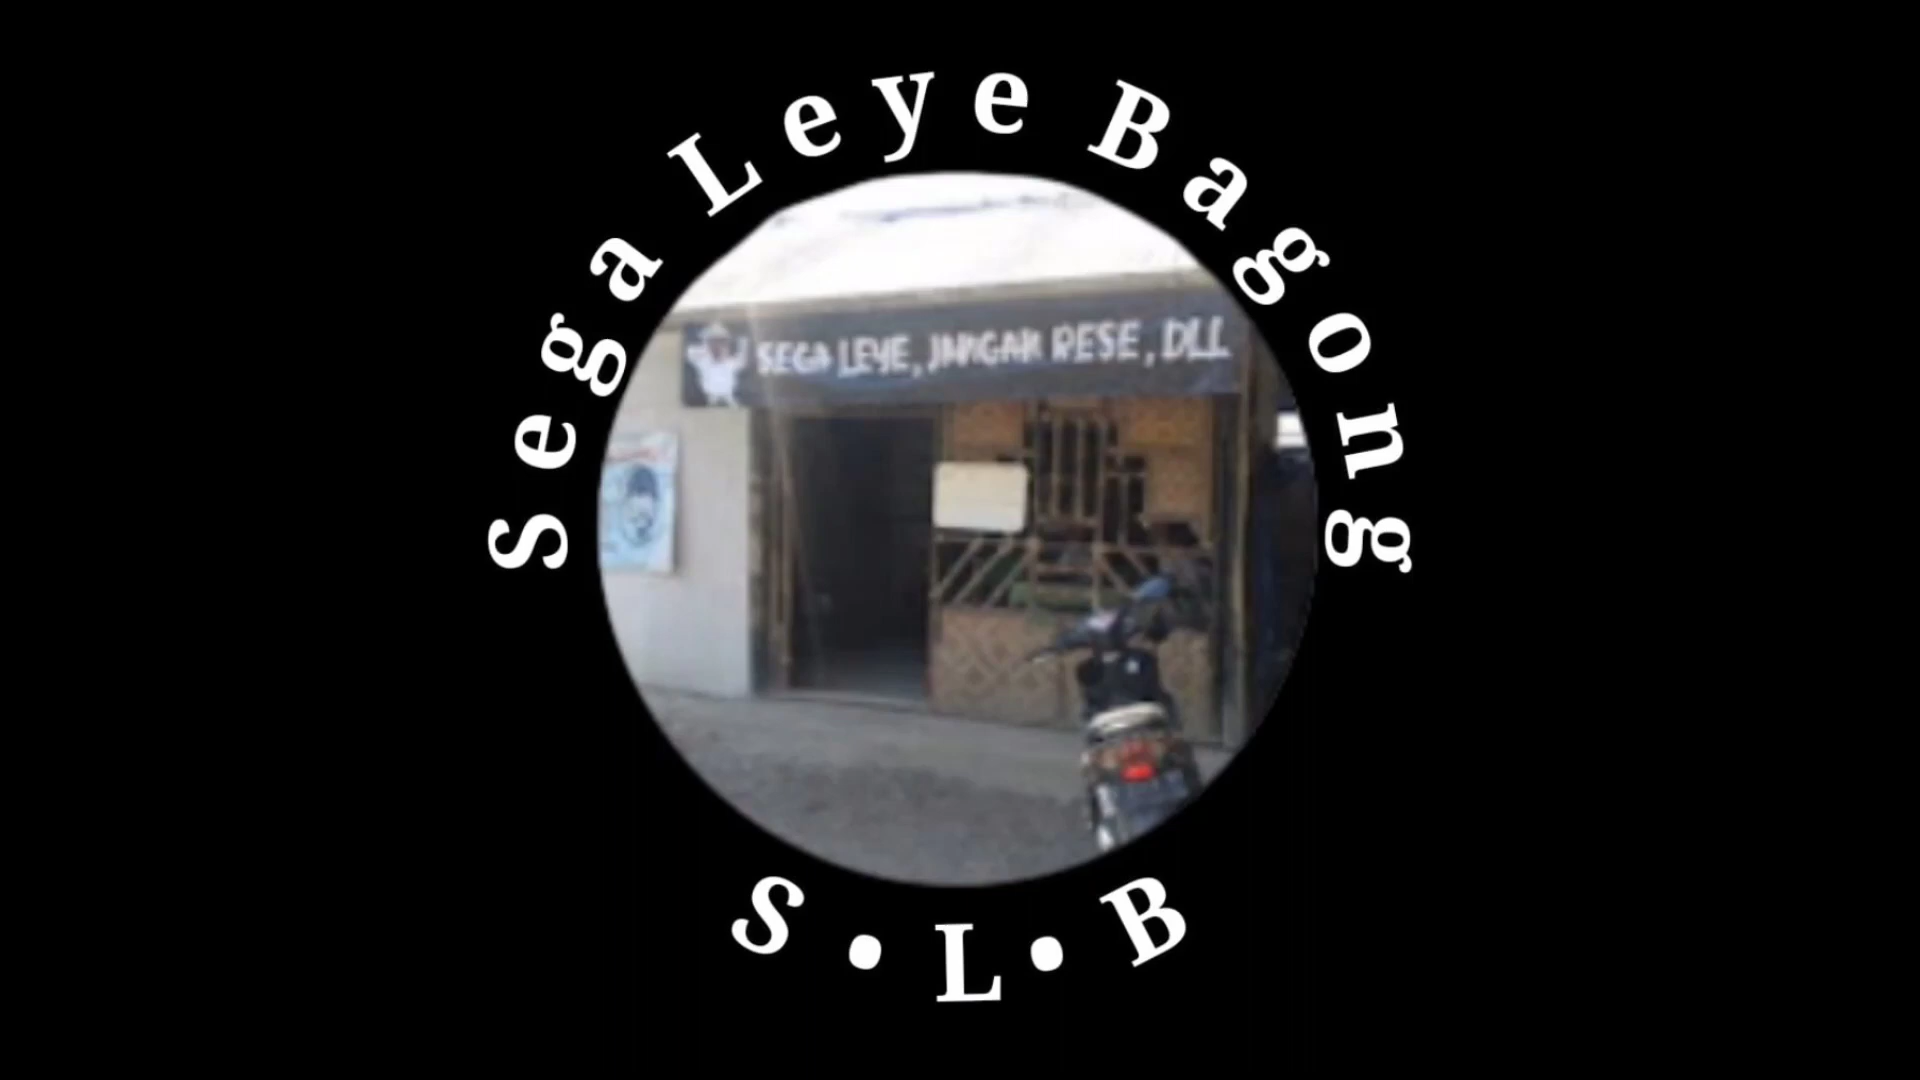 Sega Leye Bagong
SEGA LEYE, JANGAN RESE, DLL
S•L•B